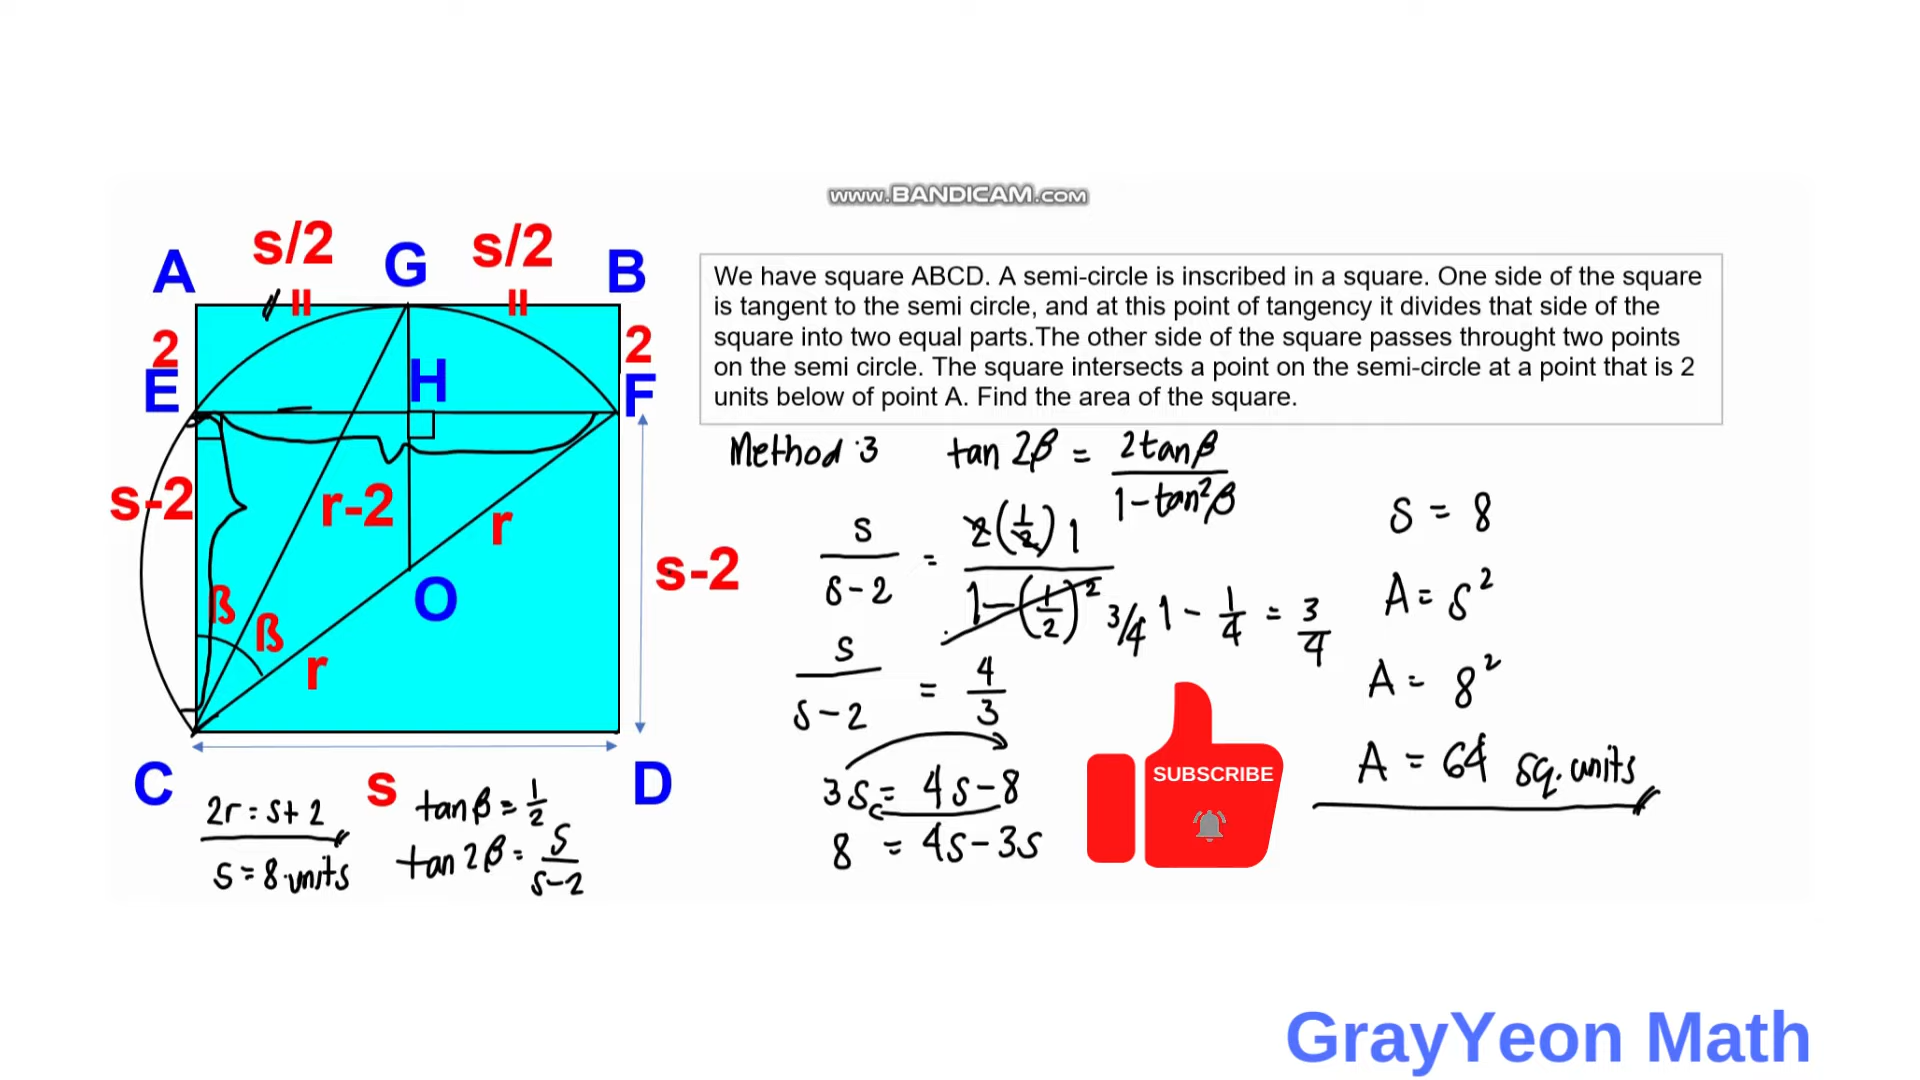 www.BANDICAM.com
s/2 s/2
A G B
2 2
E H F
s-2 r-2 r
s-2
ß ß O
r
C s D
We have square ABCD. A semi-circle is inscribed in a square. One side of the square
is tangent to the semi circle, and at this point of tangency it divides that side of the
square into two equal parts.The other side of the square passes throught two points
on the semi circle. The square intersects a point on the semi-circle at a point that is 2
units below of point A. Find the area of the square.
2r = s+2
s = 8 units
tan β = 1/2
tan 2β = s/(s-2)
Method 3
tan 2β = 2tanβ/(1-tan²β)
s/(s-2) = 2(1/2) 1/(1-(1/2)²) 3/4
1 - 1/4 = 3/4
s/(s-2) = 4/3
3s = 4s-8
8 = 4s-3s
s = 8
A = s²
A = 8²
A = 64 sq. units
SUBSCRIBE
GrayYeon Math